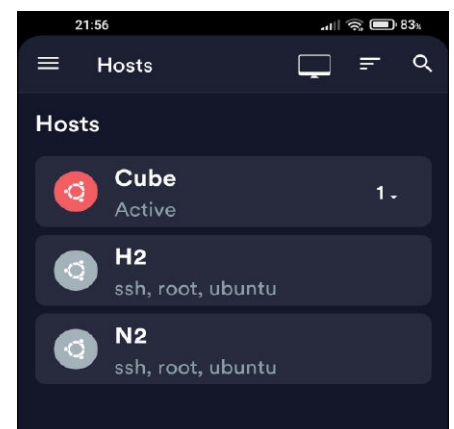 21:56 83%
Hosts
Hosts
Cube
Active
1
H2
ssh, root, ubuntu
N2
ssh, root, ubuntu